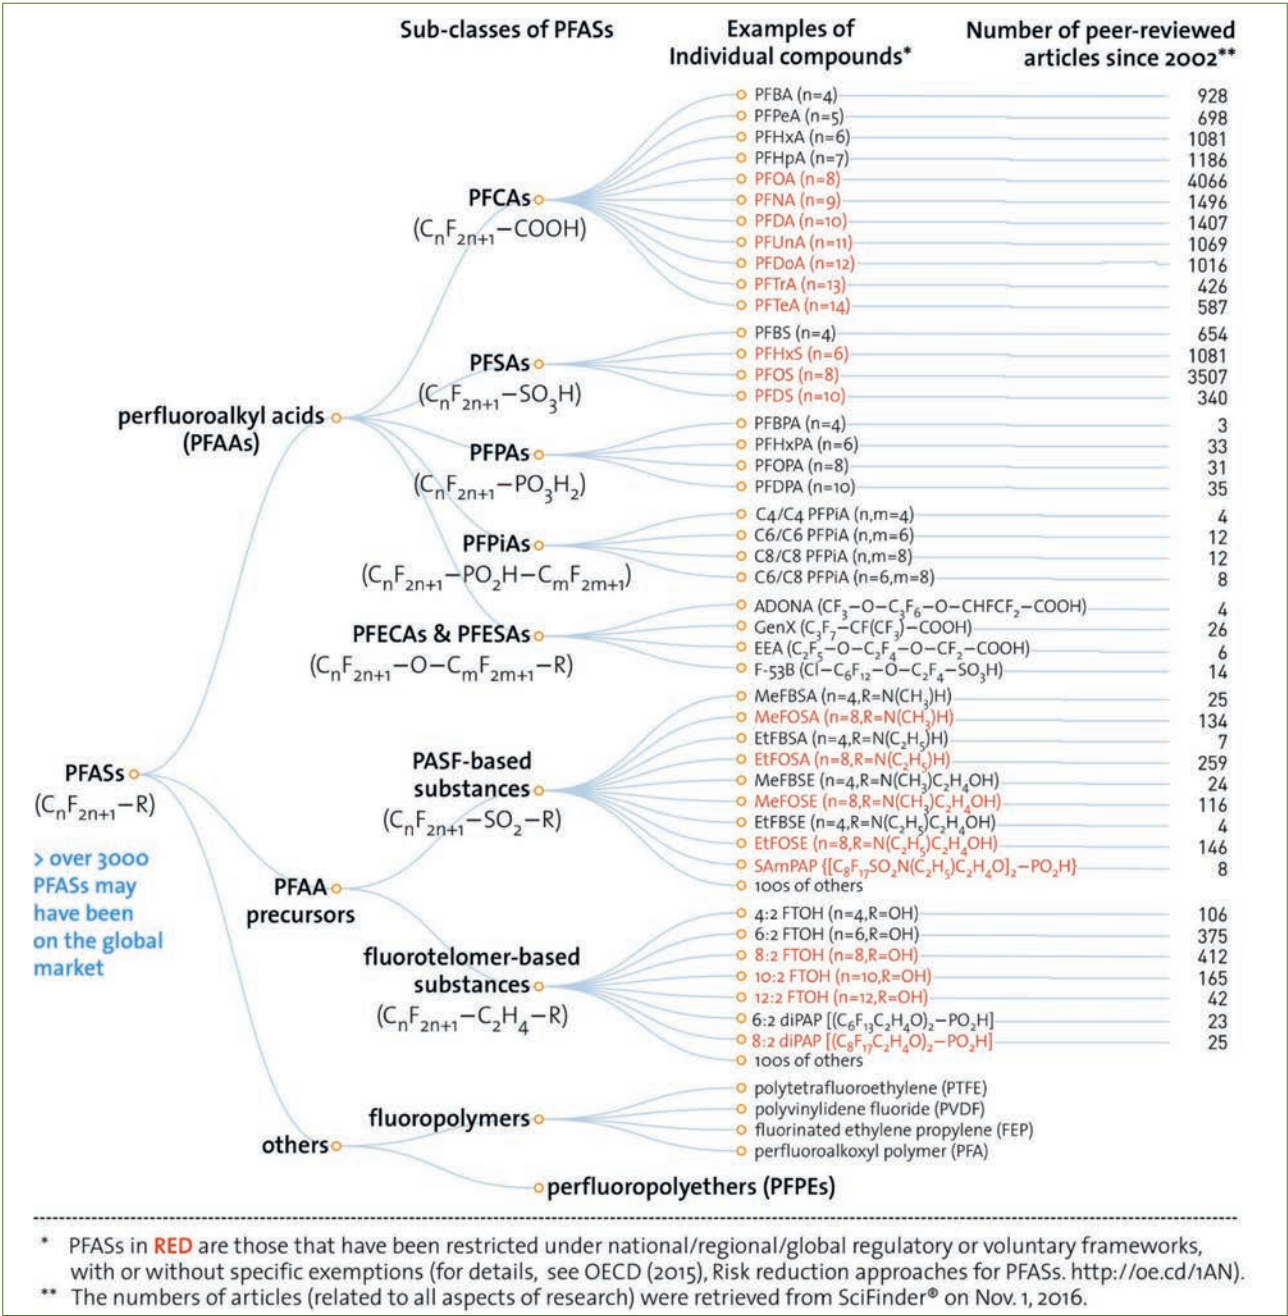 Sub-classes of PFASs
Examples of
Individual compounds*
Number of peer-reviewed
articles since 2002**
PFASs
(CnF2n+1–R)
> over 3000
PFASs may
have been
on the global
market
perfluoroalkyl acids
(PFAAs)
PFCAs
(CnF2n+1–COOH)
PFBA (n=4) 928
PFPeA (n=5) 698
PFHxA (n=6) 1081
PFHpA (n=7) 1186
PFOA (n=8) 4066
PFNA (n=9) 1496
PFDA (n=10) 1407
PFUnA (n=11) 1069
PFDoA (n=12) 1016
PFTrA (n=13) 426
PFTeA (n=14) 587
PFSAs
(CnF2n+1–SO3H)
PFBS (n=4) 654
PFHxS (n=6) 1081
PFOS (n=8) 3507
PFDS (n=10) 340
PFPAs
(CnF2n+1–PO3H2)
PFBPA (n=4) 3
PFHxPA (n=6) 33
PFOPA (n=8) 31
PFDPA (n=10) 35
PFPiAs
(CnF2n+1–PO2H–CmF2m+1)
C4/C4 PFPiA (n,m=4) 4
C6/C6 PFPiA (n,m=6) 12
C8/C8 PFPiA (n,m=8) 12
C6/C8 PFPiA (n=6,m=8) 8
PFECAs & PFESAs
(CnF2n+1–O–CmF2m+1–R)
ADONA (CF3–O–C3F6–O–CHFCF2–COOH) 4
GenX (C3F7–CF(CF3)–COOH) 26
EEA (C2F5–O–C2F4–O–CF2–COOH) 6
F-53B (Cl–C6F12–O–C2F4–SO3H) 14
PFAA
precursors
PASF-based
substances
(CnF2n+1–SO2–R)
MeFBSA (n=4,R=N(CH3)H) 25
MeFOSA (n=8,R=N(CH3)H) 134
EtFBSA (n=4,R=N(C2H5)H) 7
EtFOSA (n=8,R=N(C2H5)H) 259
MeFBSE (n=4,R=N(CH3)C2H4OH) 24
MeFOSE (n=8,R=N(CH3)C2H4OH) 116
EtFBSE (n=4,R=N(C2H5)C2H4OH) 4
EtFOSE (n=8,R=N(C2H5)C2H4OH) 146
SAmPAP {[C8F17SO2N(C2H5)C2H4O]2–PO2H} 8
100s of others
fluorotelomer-based
substances
(CnF2n+1–C2H4–R)
4:2 FTOH (n=4,R=OH) 106
6:2 FTOH (n=6,R=OH) 375
8:2 FTOH (n=8,R=OH) 412
10:2 FTOH (n=10,R=OH) 165
12:2 FTOH (n=12,R=OH) 42
6:2 diPAP [(C6F13C2H4O)2–PO2H] 23
8:2 diPAP [(C8F17C2H4O)2–PO2H] 25
100s of others
others
fluoropolymers
polytetrafluoroethylene (PTFE)
polyvinylidene fluoride (PVDF)
fluorinated ethylene propylene (FEP)
perfluoroalkoxyl polymer (PFA)
perfluoropolyethers (PFPEs)
* PFASs in RED are those that have been restricted under national/regional/global regulatory or voluntary frameworks,
with or without specific exemptions (for details, see OECD (2015), Risk reduction approaches for PFASs. http://oe.cd/1AN).
** The numbers of articles (related to all aspects of research) were retrieved from SciFinder® on Nov. 1, 2016.